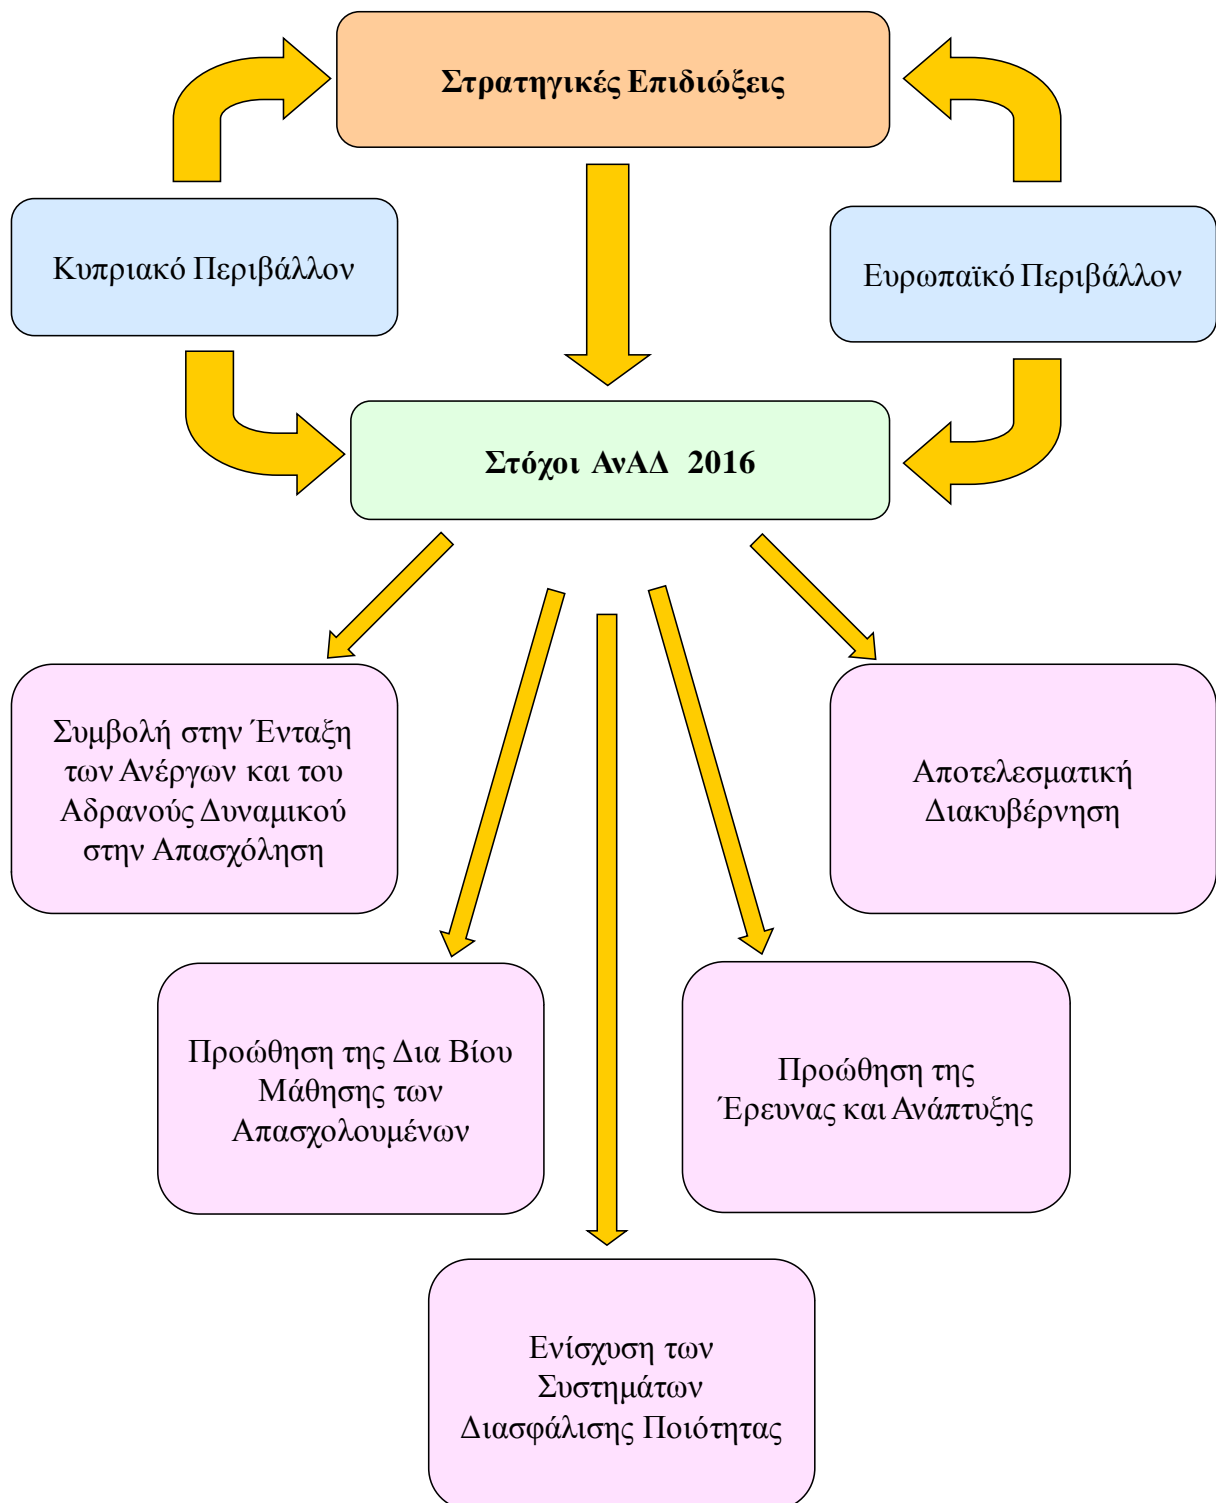 Στρατηγικές Επιδιώξεις
Κυπριακό Περιβάλλον
Ευρωπαϊκό Περιβάλλον
Στόχοι ΑνΑΔ 2016
Συμβολή στην Ένταξη
των Ανέργων και του
Αδρανούς Δυναμικού
στην Απασχόληση
Αποτελεσματική
Διακυβέρνηση
Προώθηση της Δια Βίου
Μάθησης των
Απασχολουμένων
Προώθηση της
Έρευνας και Ανάπτυξης
Ενίσχυση των
Συστημάτων
Διασφάλισης Ποιότητας